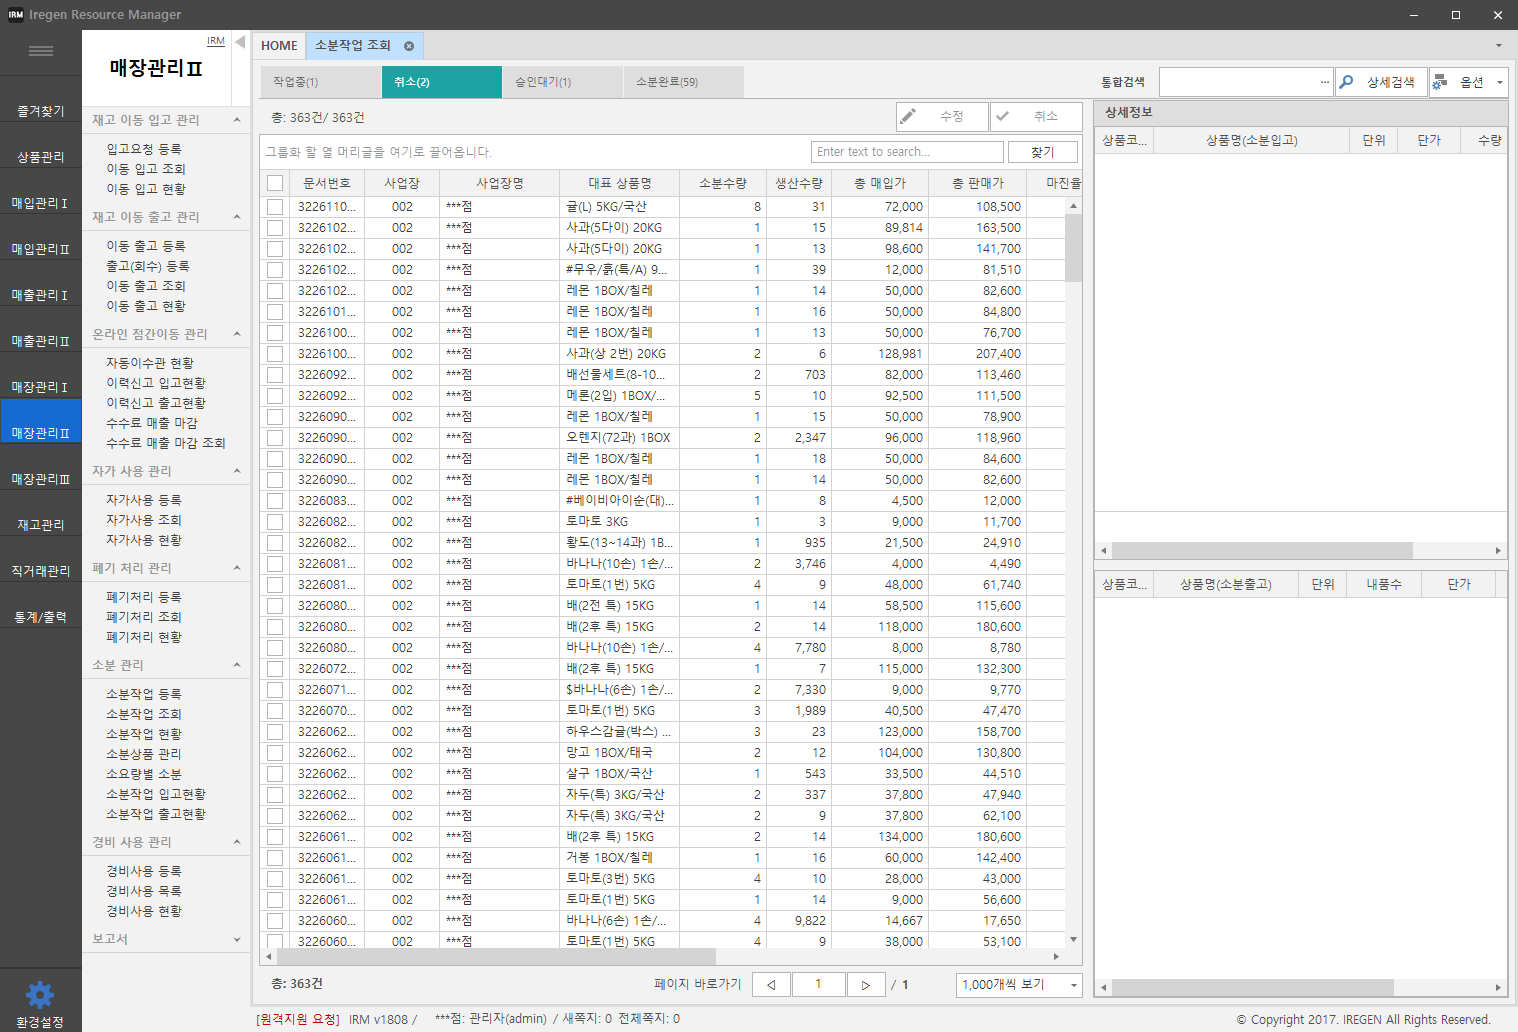 IRM Iregen Resource Manager
즐겨찾기
상품관리
매입관리Ⅰ
매입관리Ⅱ
매출관리Ⅰ
매출관리Ⅱ
매장관리Ⅰ
매장관리Ⅱ
매장관리Ⅲ
재고관리
직거래관리
통계/출력
환경설정
IRM
매장관리Ⅱ
재고 이동 입고 관리
입고요청 등록
이동 입고 조회
이동 입고 현황
재고 이동 출고 관리
이동 출고 등록
출고(회수) 등록
이동 출고 조회
이동 출고 현황
온라인 점간이동 관리
자동이수관 현황
이력신고 입고현황
이력신고 출고현황
수수료 매출 마감
수수료 매출 마감 조회
자가 사용 관리
자가사용 등록
자가사용 조회
자가사용 현황
폐기 처리 관리
폐기처리 등록
폐기처리 조회
폐기처리 현황
소분 관리
소분작업 등록
소분작업 조회
소분작업 현황
소분상품 관리
소요량별 소분
소분작업 입고현황
소분작업 출고현황
경비 사용 관리
경비사용 등록
경비사용 목록
경비사용 현황
보고서
HOME 소분작업 조회
작업중(1) 취소(2) 승인대기(1) 소분완료(59) 통합검색 ... 상세검색 옵션
총: 363건/ 363건 수정 취소
그룹화 할 열 머리글을 여기로 끌어옵니다. Enter text to search... 찾기
문서번호 사업장 사업장명 대표 상품명 소분수량 생산수량 총 매입가 총 판매가 마진율
3226110... 002 ***점 귤(L) 5KG/국산 8 31 72,000 108,500
3226102... 002 ***점 사과(5다이) 20KG 1 15 89,814 163,500
3226102... 002 ***점 사과(5다이) 20KG 1 13 98,600 141,700
3226102... 002 ***점 #무우/흙(특/A) 9... 1 39 12,000 81,510
3226102... 002 ***점 레몬 1BOX/칠레 1 14 50,000 82,600
3226101... 002 ***점 레몬 1BOX/칠레 1 16 50,000 84,800
3226100... 002 ***점 레몬 1BOX/칠레 1 13 50,000 76,700
3226100... 002 ***점 사과(상 2번) 20KG 2 6 128,981 207,400
3226092... 002 ***점 배선물세트(8-10... 2 703 82,000 113,460
3226092... 002 ***점 메론(2입) 1BOX/... 5 10 92,500 111,500
3226090... 002 ***점 레몬 1BOX/칠레 1 15 50,000 78,900
3226090... 002 ***점 오렌지(72과) 1BOX 2 2,347 96,000 118,960
3226090... 002 ***점 레몬 1BOX/칠레 1 18 50,000 84,600
3226090... 002 ***점 레몬 1BOX/칠레 1 14 50,000 82,600
3226083... 002 ***점 #베이비아이순(대)... 1 8 4,500 12,000
3226082... 002 ***점 토마토 3KG 1 3 9,000 11,700
3226082... 002 ***점 황도(13~14과) 1B... 1 935 21,500 24,910
3226081... 002 ***점 바나나(10손) 1손/... 2 3,746 4,000 4,490
3226081... 002 ***점 토마토(1번) 5KG 4 9 48,000 61,740
3226080... 002 ***점 배(2전 특) 15KG 1 14 58,500 115,600
3226080... 002 ***점 배(2후 특) 15KG 2 14 118,000 180,600
3226080... 002 ***점 바나나(10손) 1손/... 4 7,780 8,000 8,780
3226072... 002 ***점 배(2후 특) 15KG 1 7 115,000 132,300
3226071... 002 ***점 $바나나(6손) 1손/... 2 7,330 9,000 9,770
3226070... 002 ***점 토마토(1번) 5KG 3 1,989 40,500 47,470
3226062... 002 ***점 하우스감귤(박스) ... 3 23 123,000 158,700
3226062... 002 ***점 망고 1BOX/태국 2 12 104,000 130,800
3226062... 002 ***점 살구 1BOX/국산 1 543 33,500 44,510
3226062... 002 ***점 자두(특) 3KG/국산 2 337 37,800 47,940
3226062... 002 ***점 자두(특) 3KG/국산 2 9 37,800 62,100
3226061... 002 ***점 배(2후 특) 15KG 2 14 134,000 180,600
3226061... 002 ***점 거봉 1BOX/칠레 1 16 60,000 142,400
3226061... 002 ***점 토마토(3번) 5KG 4 10 28,000 43,000
3226061... 002 ***점 토마토(1번) 5KG 1 14 9,000 56,600
3226060... 002 ***점 바나나(6손) 1손/... 4 9,822 14,667 17,650
3226060... 002 ***점 토마토(1번) 5KG 4 9 38,000 53,100
총: 363건 페이지 바로가기 1 / 1 1,000개씩 보기
상세정보
상품코... 상품명(소분입고) 단위 단가 수량
상품코... 상품명(소분출고) 단위 내품수 단가
[원격지원 요청] IRM v1808 / ***점: 관리자(admin) / 새쪽지: 0 전체쪽지: 0 © Copyright 2017. IREGEN All Rights Reserved.